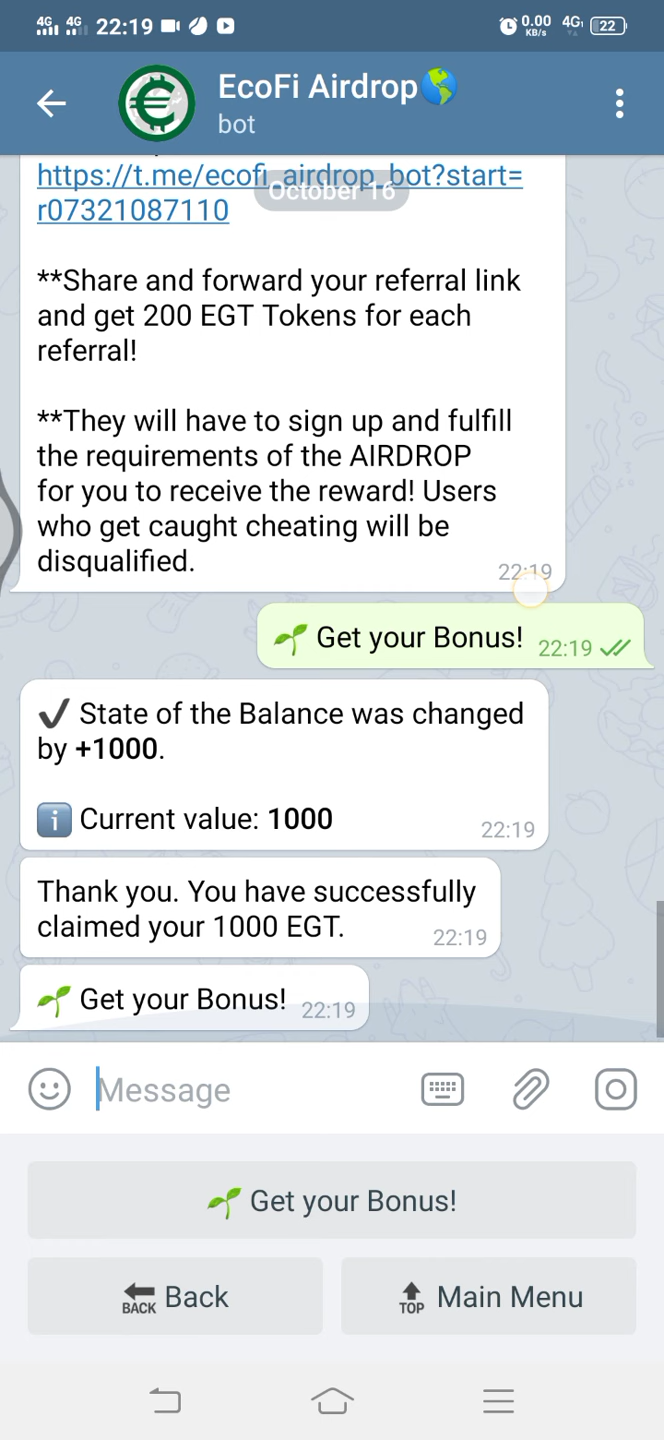 4G 4G 22:19 0.00 KB/s 4G 22
EcoFi Airdrop
bot
https://t.me/ecofi_airdrop_bot?start=
October 16
r07321087110
**Share and forward your referral link
and get 200 EGT Tokens for each
referral!
**They will have to sign up and fulfill
the requirements of the AIRDROP
for you to receive the reward! Users
who get caught cheating will be
disqualified.
22:19
Get your Bonus! 22:19
State of the Balance was changed
by +1000.
Current value: 1000
22:19
Thank you. You have successfully
claimed your 1000 EGT.
22:19
Get your Bonus! 22:19
Message
Get your Bonus!
BACK Back
TOP Main Menu